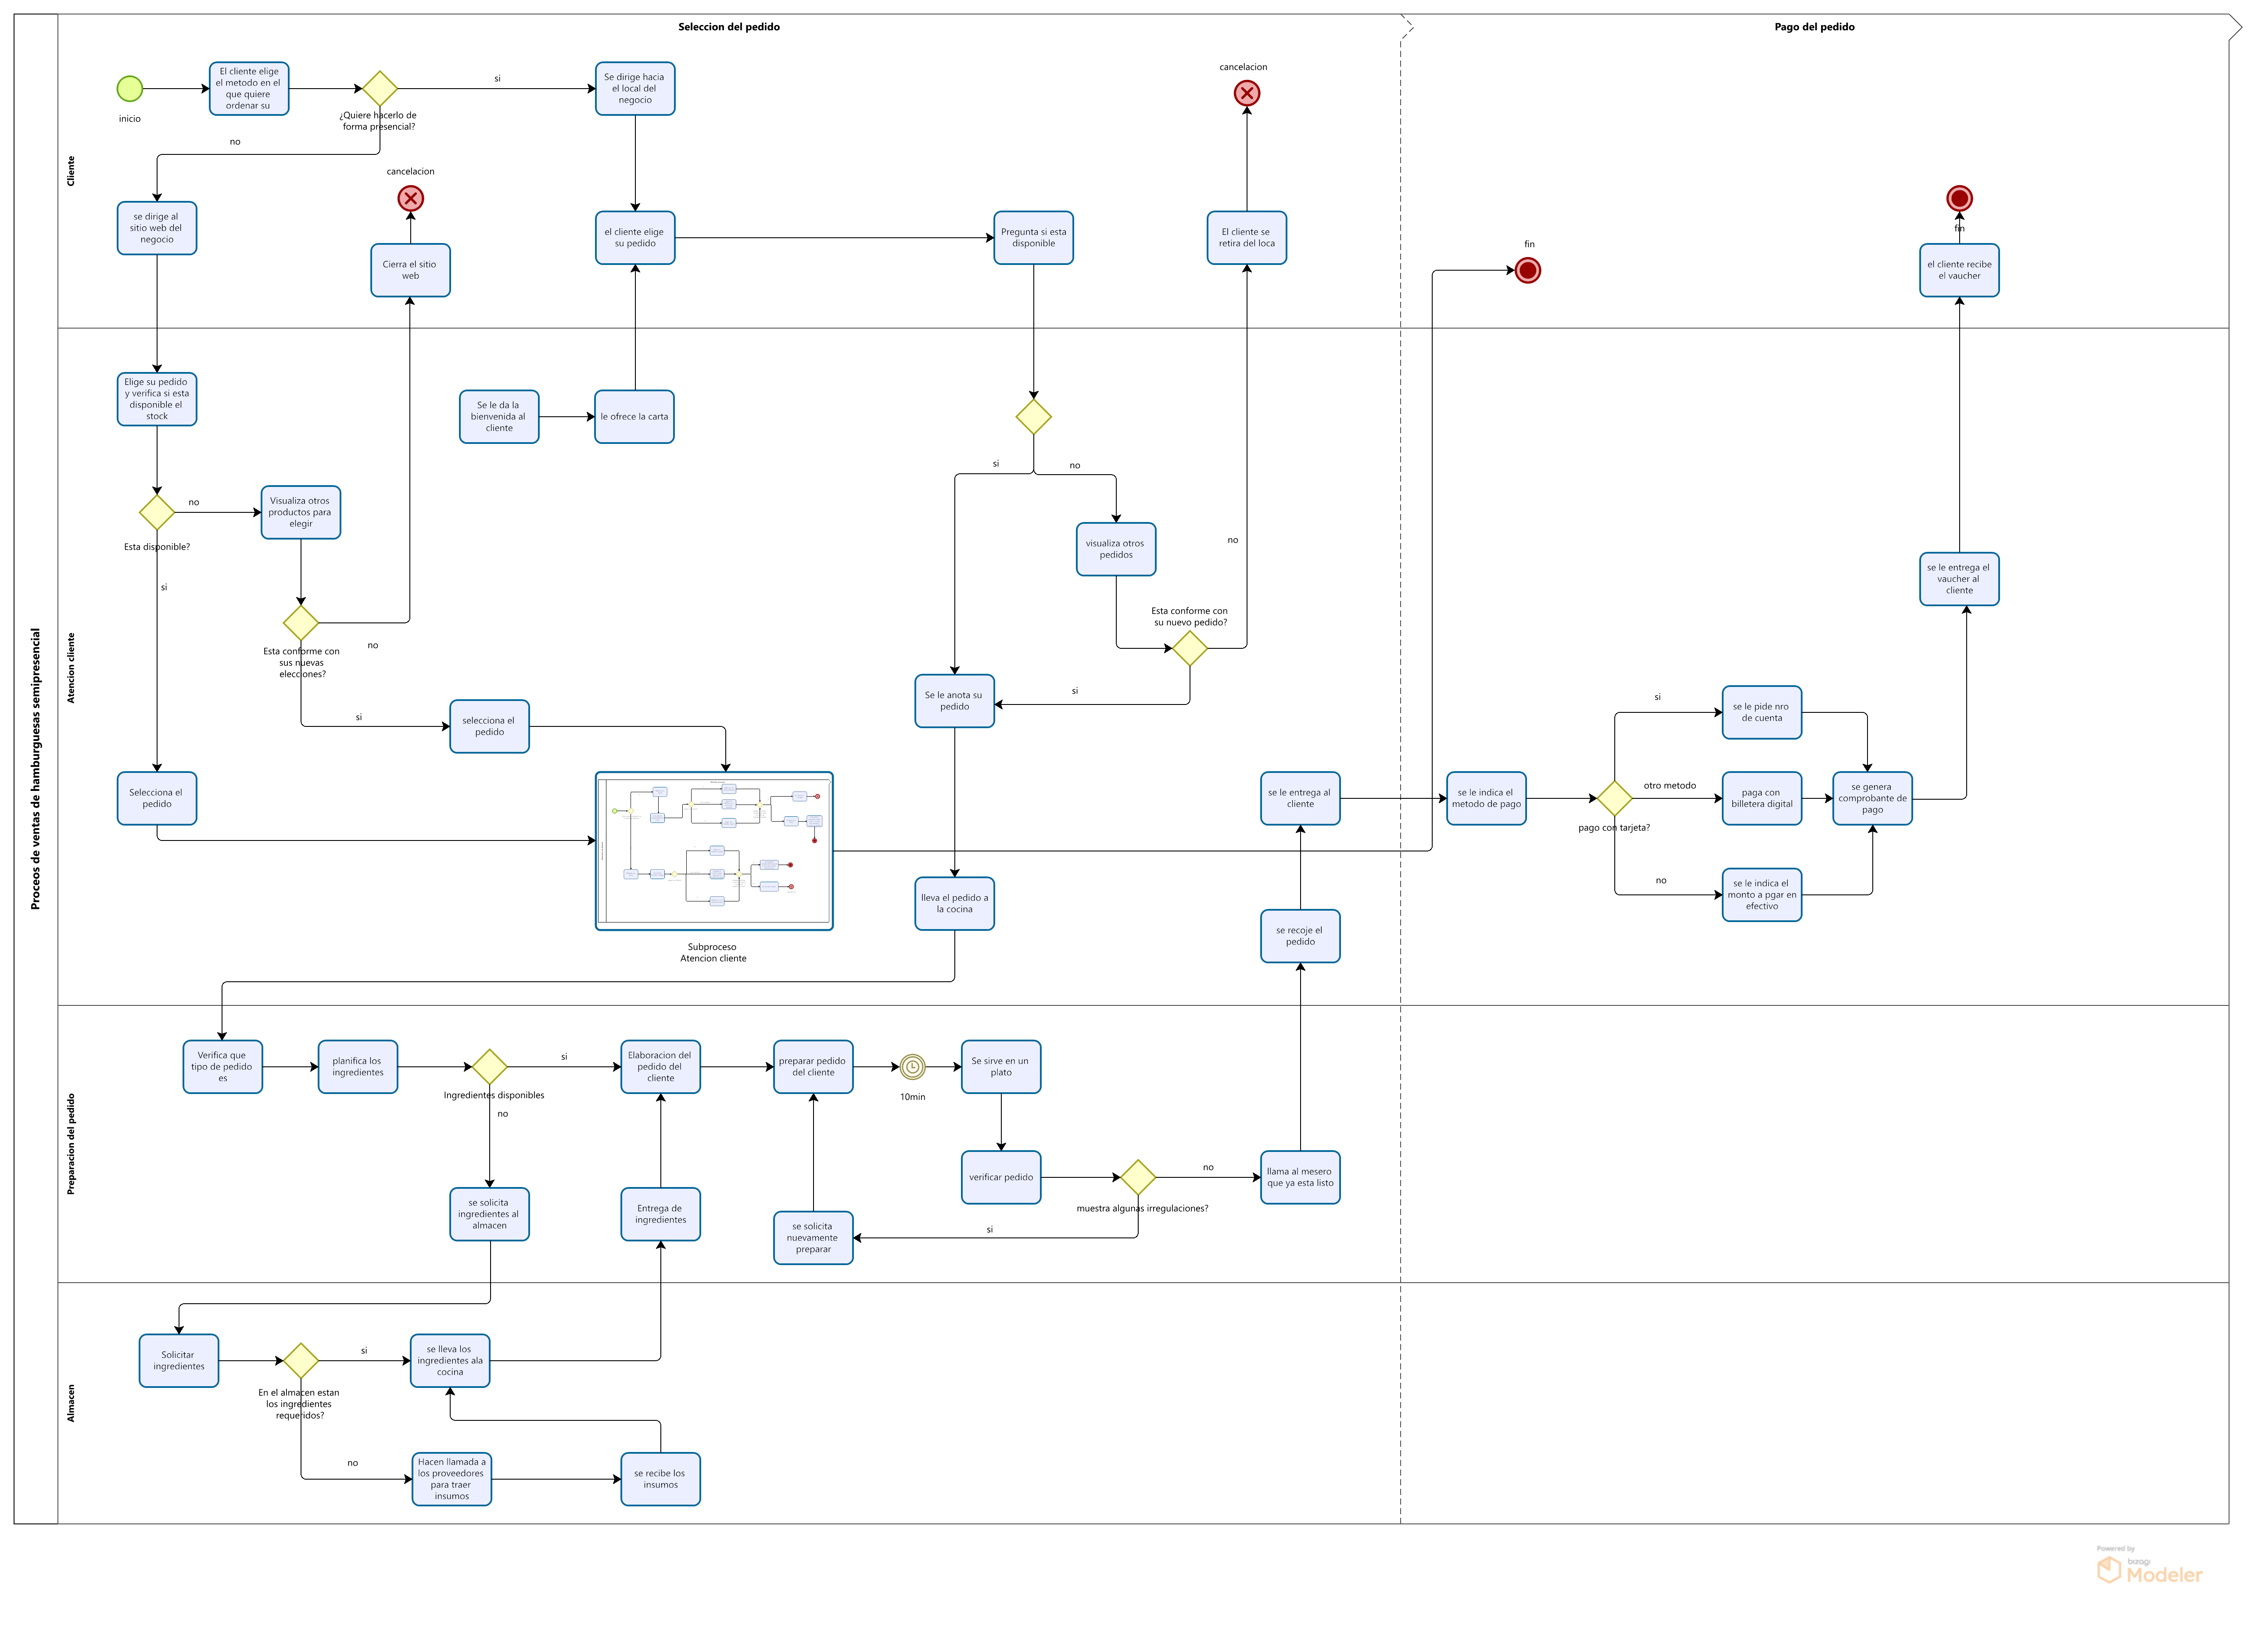 Seleccion del pedido
Pago del pedido
Proceos de ventas de hamburguesas semipresencial
Cliente
inicio
El cliente elige
el metodo en el
que quiere
ordenar su
¿Quiere hacerlo de
forma presencial?
si
no
Se dirige hacia
el local del
negocio
cancelacion
se dirige al
sitio web del
negocio
cancelacion
Cierra el sitio
web
el cliente elige
su pedido
Pregunta si esta
disponible
El cliente se
retira del loca
fin
fin
el cliente recibe
el vaucher
Atencion cliente
Elige su pedido
y verifica si esta
disponible el
stock
Se le da la
bienvenida al
cliente
le ofrece la carta
si
no
Esta disponible?
no
si
Visualiza otros
productos para
elegir
visualiza otros
pedidos
no
Esta conforme con
su nuevo pedido?
si
se le entrega el
vaucher al
cliente
Esta conforme con
sus nuevas
elecciones?
no
si
selecciona el
pedido
Se le anota su
pedido
Selecciona el
pedido
Subproceso
Atencion cliente
lleva el pedido a
la cocina
se le entrega al
cliente
se recoje el
pedido
se le indica el
metodo de pago
pago con tarjeta?
si
otro metodo
no
se le pide nro
de cuenta
paga con
billetera digital
se le indica el
monto a pgar en
efectivo
se genera
comprobante de
pago
Preparacion del pedido
Verifica que
tipo de pedido
es
planifica los
ingredientes
Ingredientes disponibles
si
no
Elaboracion del
pedido del
cliente
preparar pedido
del cliente
10min
Se sirve en un
plato
verificar pedido
muestra algunas irregulaciones?
no
si
llama al mesero
que ya esta listo
se solicita
ingredientes al
almacen
Entrega de
ingredientes
se solicita
nuevamente
preparar
Almacen
Solicitar
ingredientes
En el almacen estan
los ingredientes
requeridos?
si
no
se lleva los
ingredientes ala
cocina
Hacen llamada a
los proveedores
para traer
insumos
se recibe los
insumos
Powered by
bizagi
Modeler